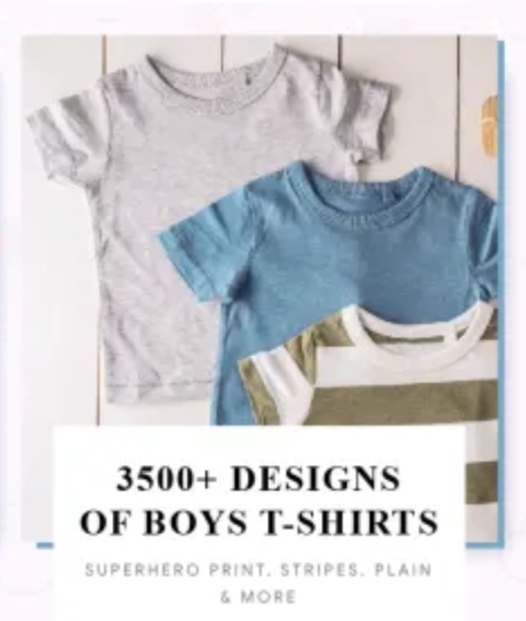 3500+ DESIGNS
OF BOYS T-SHIRTS
SUPERHERO PRINT. STRIPES. PLAIN
& MORE